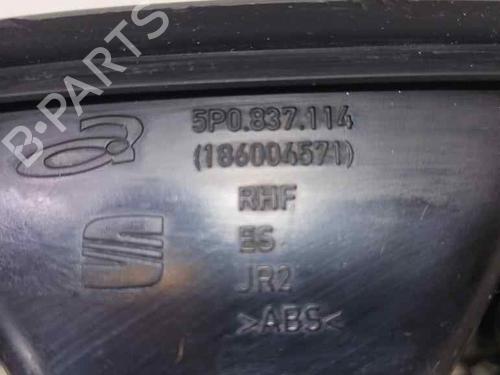 B-PARTS
5P0.837.114
(186004571)
RHF
ES
JR2
>ABS<